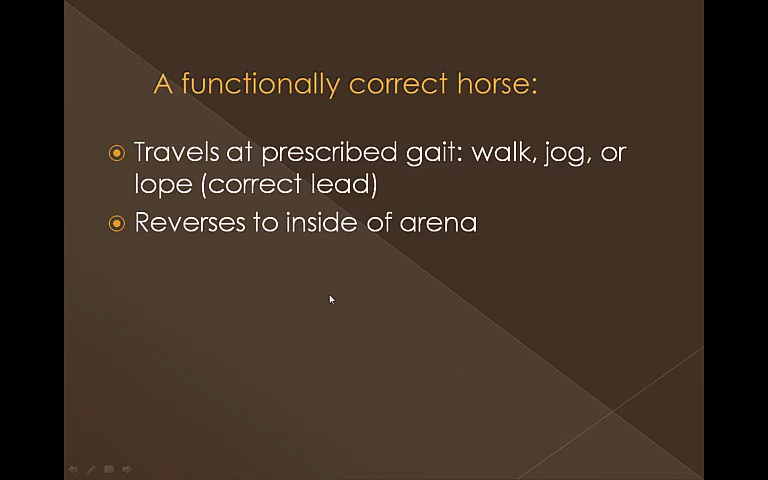 A functionally correct horse:
Travels at prescribed gait: walk, jog, or
lope (correct lead)
Reverses to inside of arena